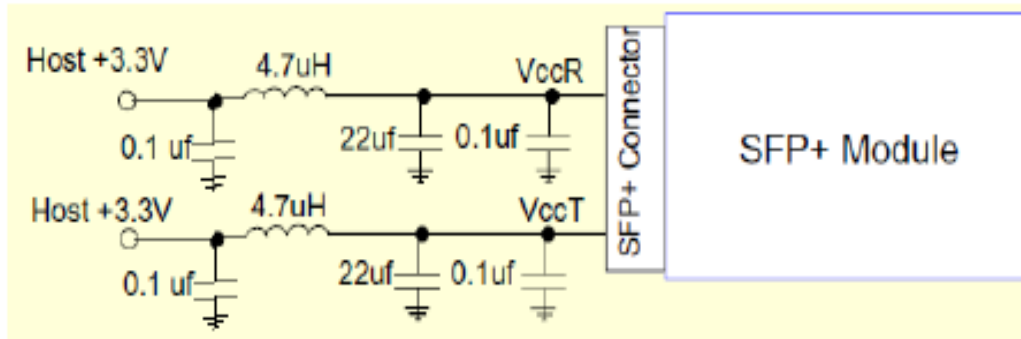 Host +3.3V
4.7uH
VccR
0.1 uf
22uf
0.1uf
Host +3.3V
4.7uH
VccT
0.1 uf
22uf
0.1uf
SFP+ Connector
SFP+ Module